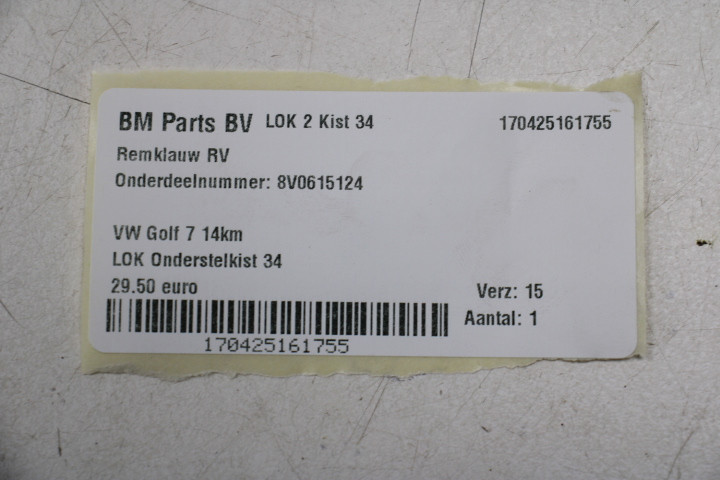 BM Parts BV LOK 2 Kist 34 170425161755
Remklauw RV
Onderdeelnummer: 8V0615124
VW Golf 7 14km
LOK Onderstelkist 34
29.50 euro Verz: 15
Aantal: 1
170425161755